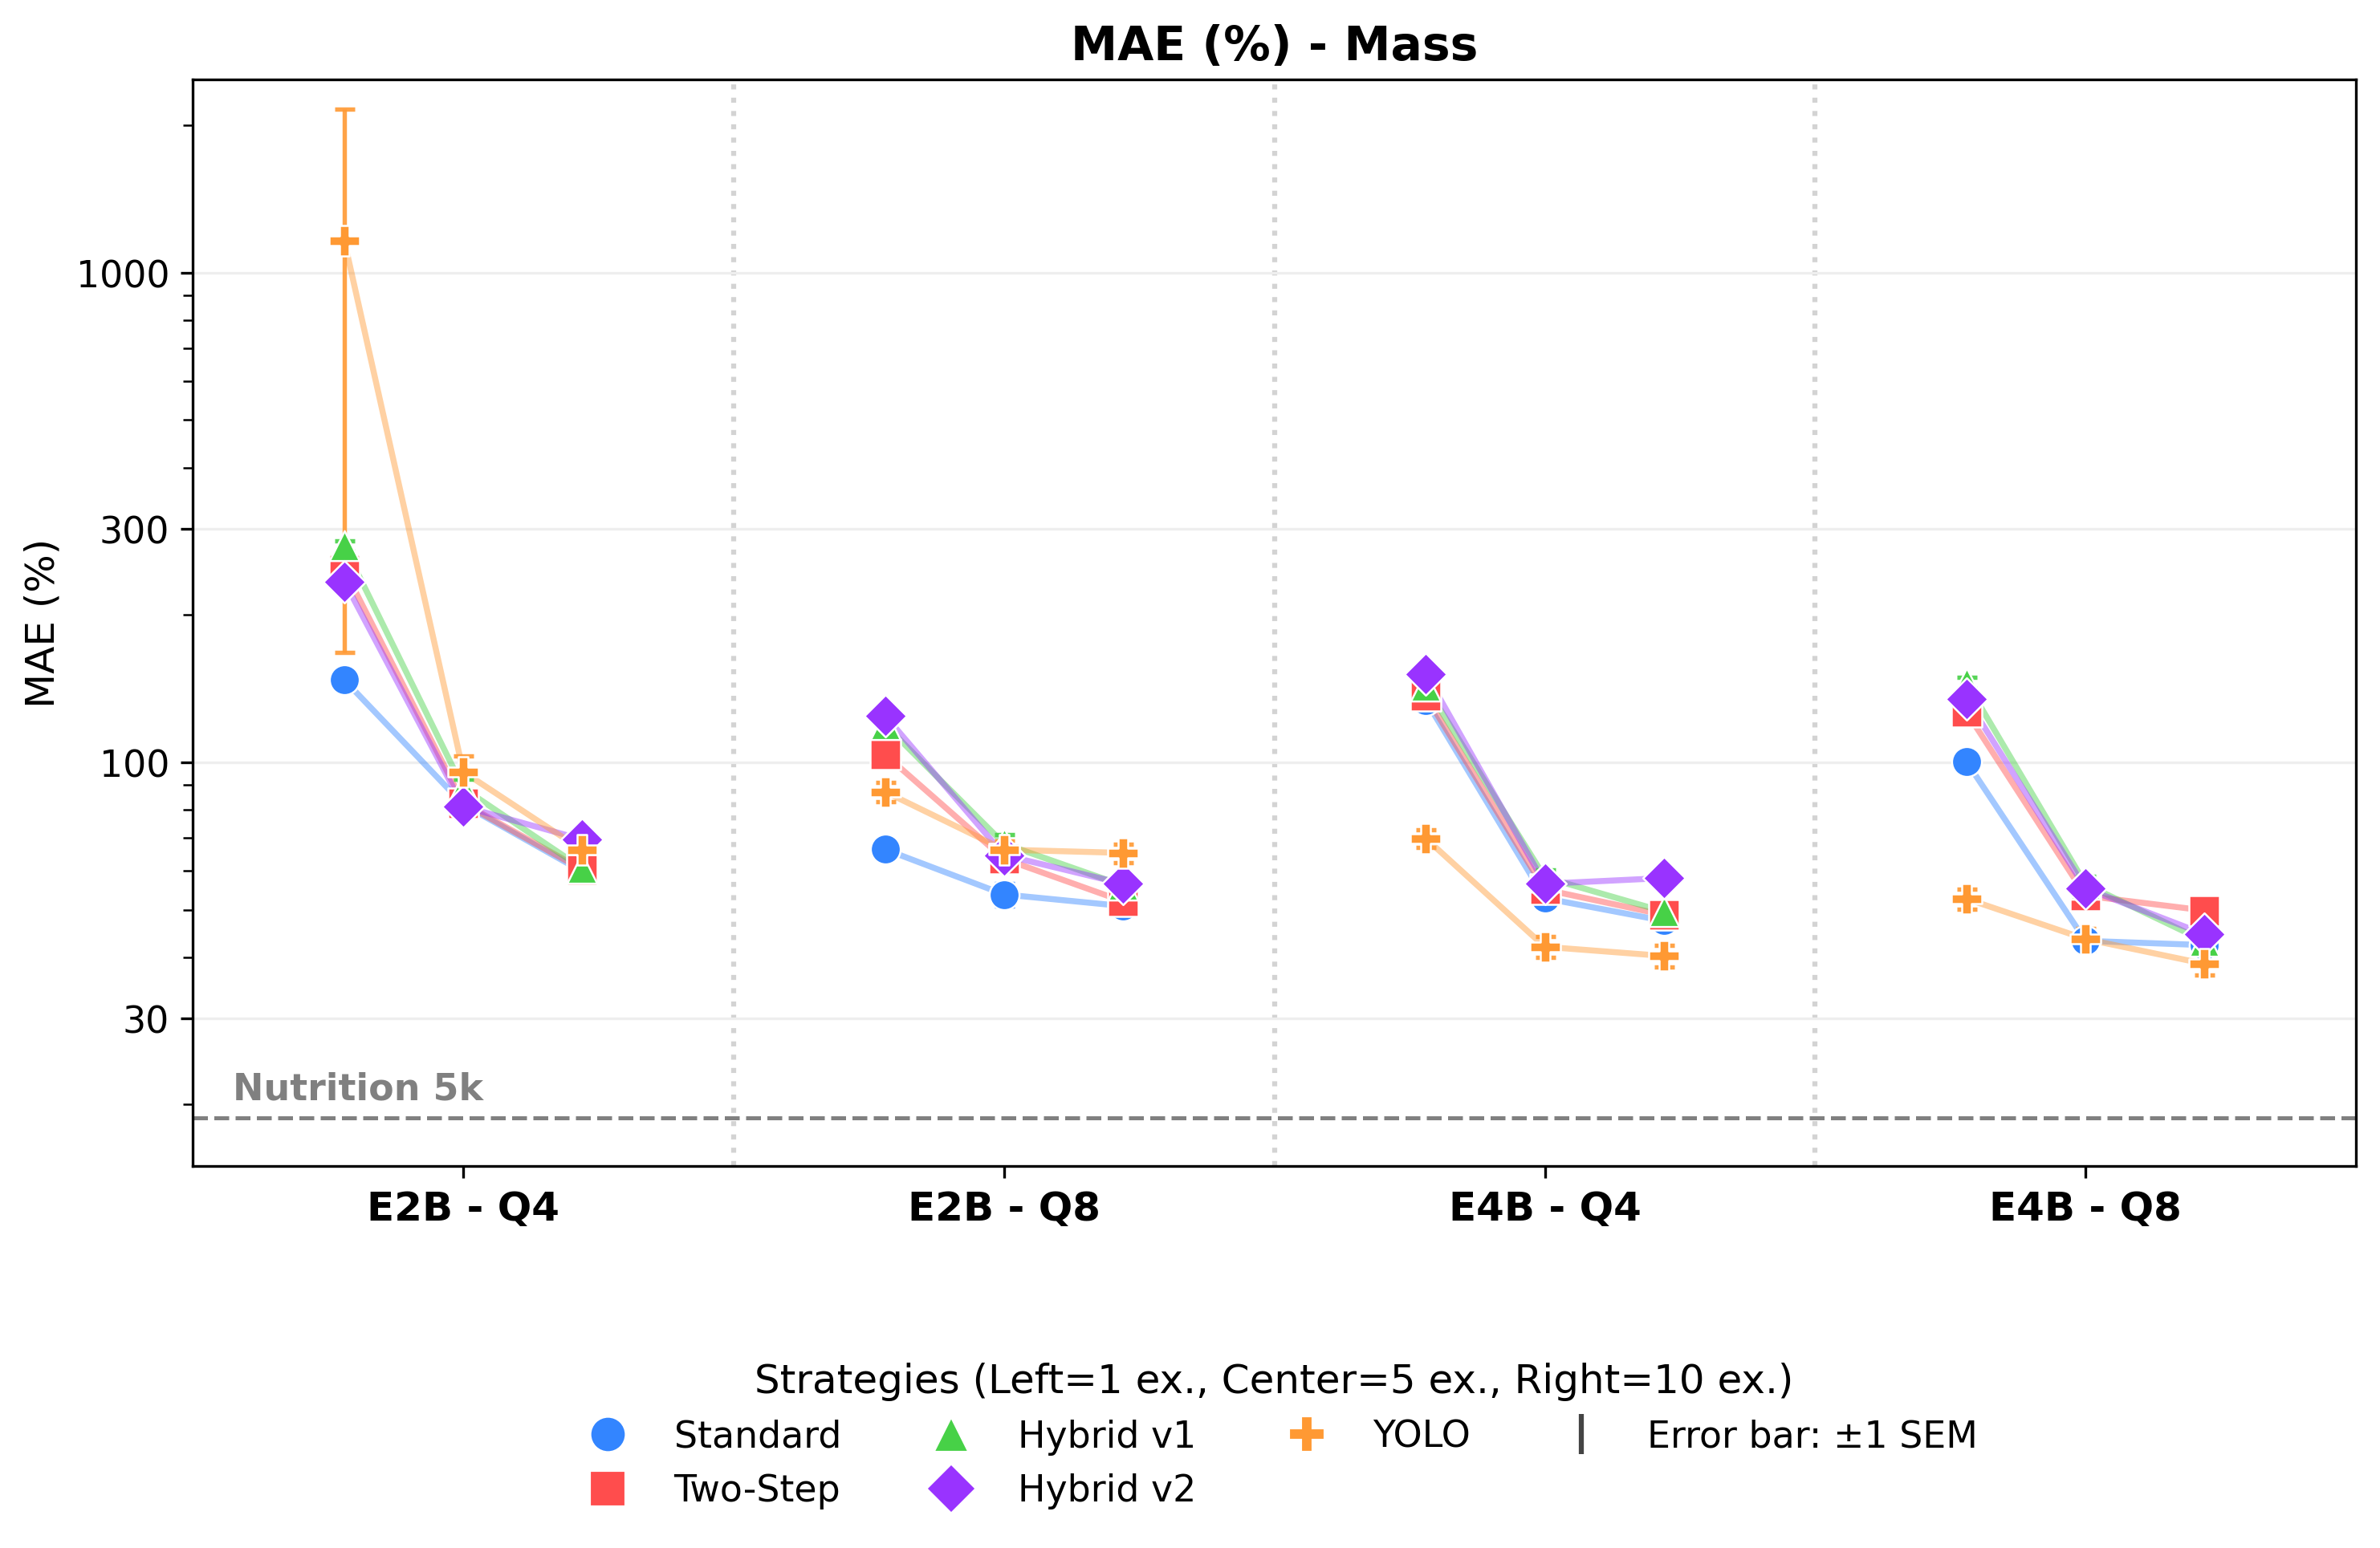 MAE (%) - Mass
MAE (%)
1000
300
100
30
Nutrition 5k
E2B - Q4
E2B - Q8
E4B - Q4
E4B - Q8
Strategies (Left=1 ex., Center=5 ex., Right=10 ex.)
Standard
Two-Step
Hybrid v1
Hybrid v2
YOLO
Error bar: ±1 SEM